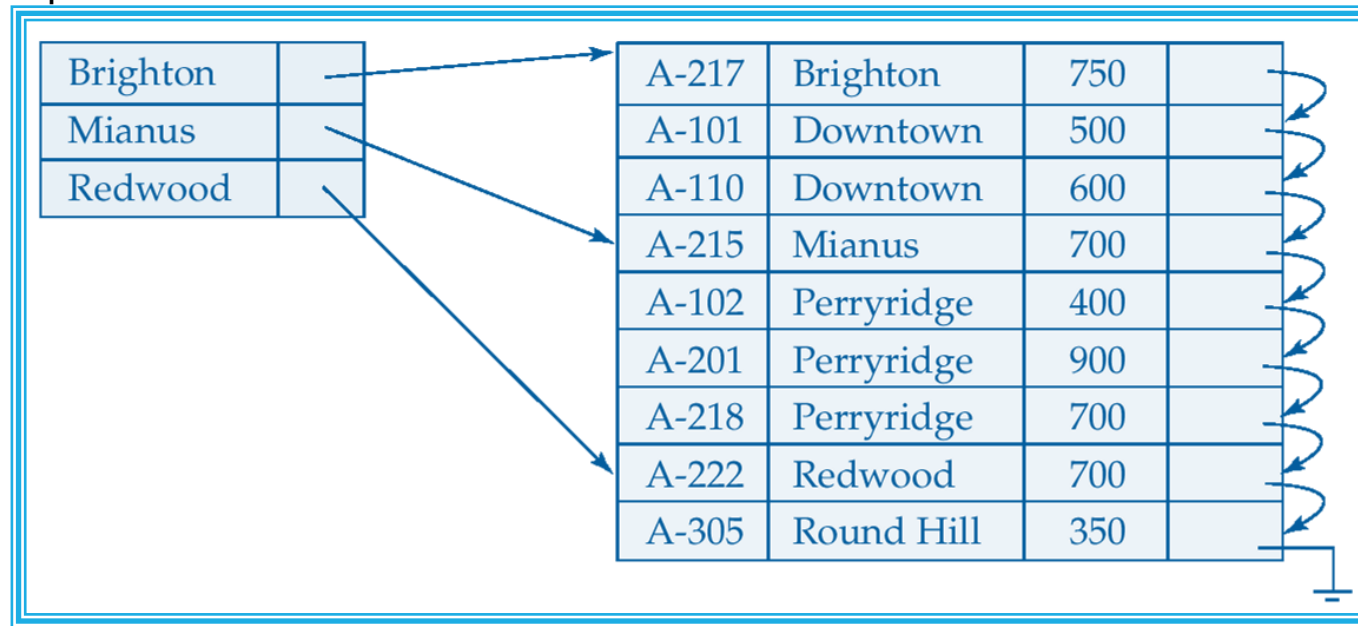 Brighton
Mianus
Redwood
A-217 Brighton 750
A-101 Downtown 500
A-110 Downtown 600
A-215 Mianus 700
A-102 Perryridge 400
A-201 Perryridge 900
A-218 Perryridge 700
A-222 Redwood 700
A-305 Round Hill 350